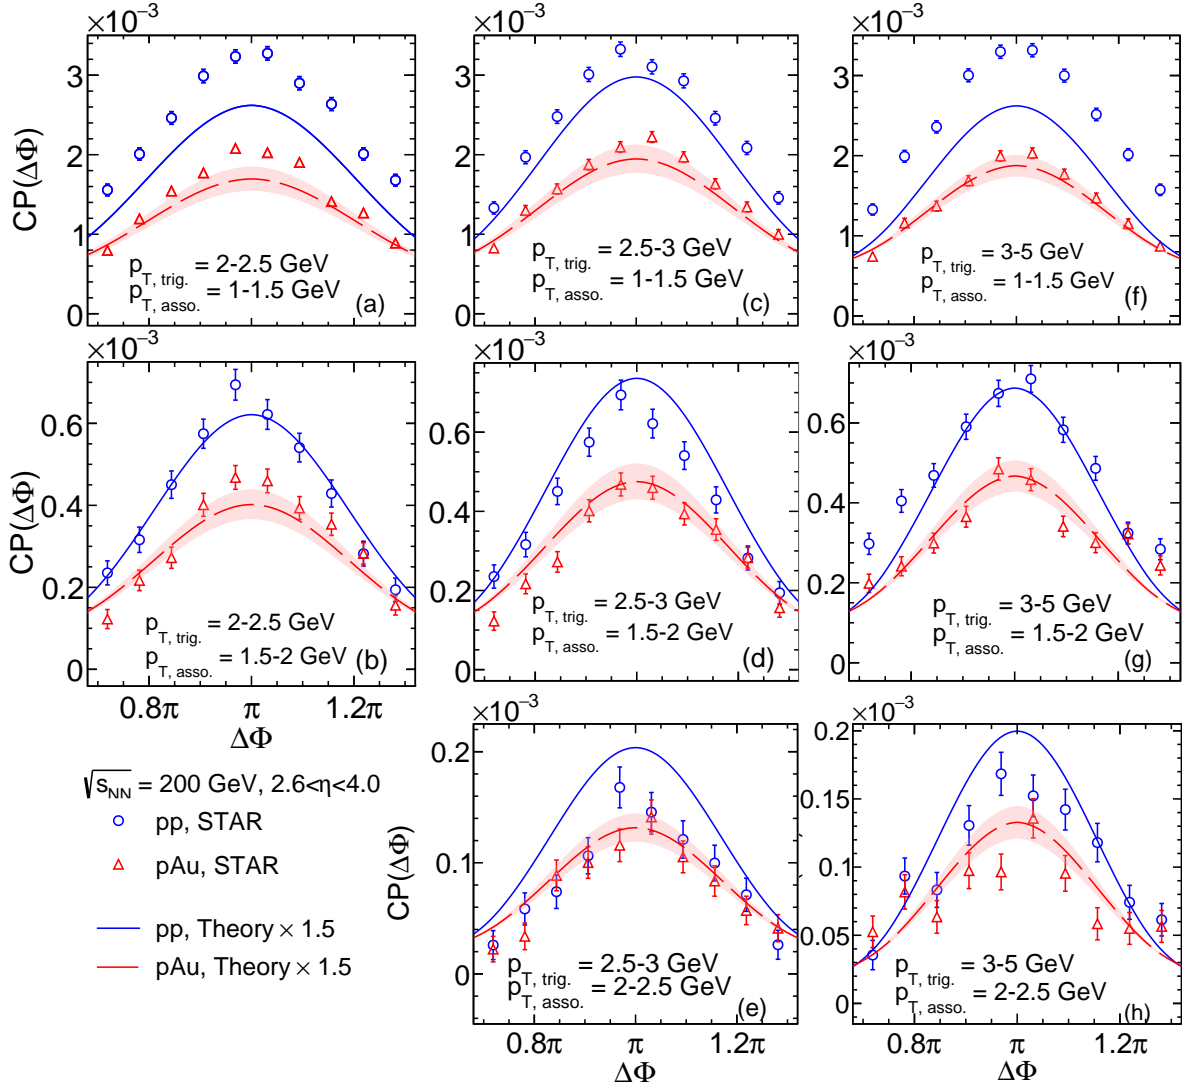 ×10⁻³
CP(ΔΦ)
3
2
1
0
p_T, trig. = 2-2.5 GeV
p_T, asso. = 1-1.5 GeV
(a)
×10⁻³
3
2
1
0
p_T, trig. = 2.5-3 GeV
p_T, asso. = 1-1.5 GeV
(c)
×10⁻³
3
2
1
0
p_T, trig. = 3-5 GeV
p_T, asso. = 1-1.5 GeV
(f)
×10⁻³
CP(ΔΦ)
0.6
0.4
0.2
0
p_T, trig. = 2-2.5 GeV
p_T, asso. = 1.5-2 GeV
(b)
0.8π π 1.2π
ΔΦ
×10⁻³
0.6
0.4
0.2
0
p_T, trig. = 2.5-3 GeV
p_T, asso. = 1.5-2 GeV
(d)
×10⁻³
0.6
0.4
0.2
0
p_T, trig. = 3-5 GeV
p_T, asso. = 1.5-2 GeV
(g)
√s_NN = 200 GeV, 2.6<η<4.0
pp, STAR
pAu, STAR
pp, Theory × 1.5
pAu, Theory × 1.5
×10⁻³
CP(ΔΦ)
0.2
0.1
0
p_T, trig. = 2.5-3 GeV
p_T, asso. = 2-2.5 GeV
(e)
0.8π π 1.2π
ΔΦ
×10⁻³
0.2
0.15
0.1
0.05
0
p_T, trig. = 3-5 GeV
p_T, asso. = 2-2.5 GeV
(h)
0.8π π 1.2π
ΔΦ